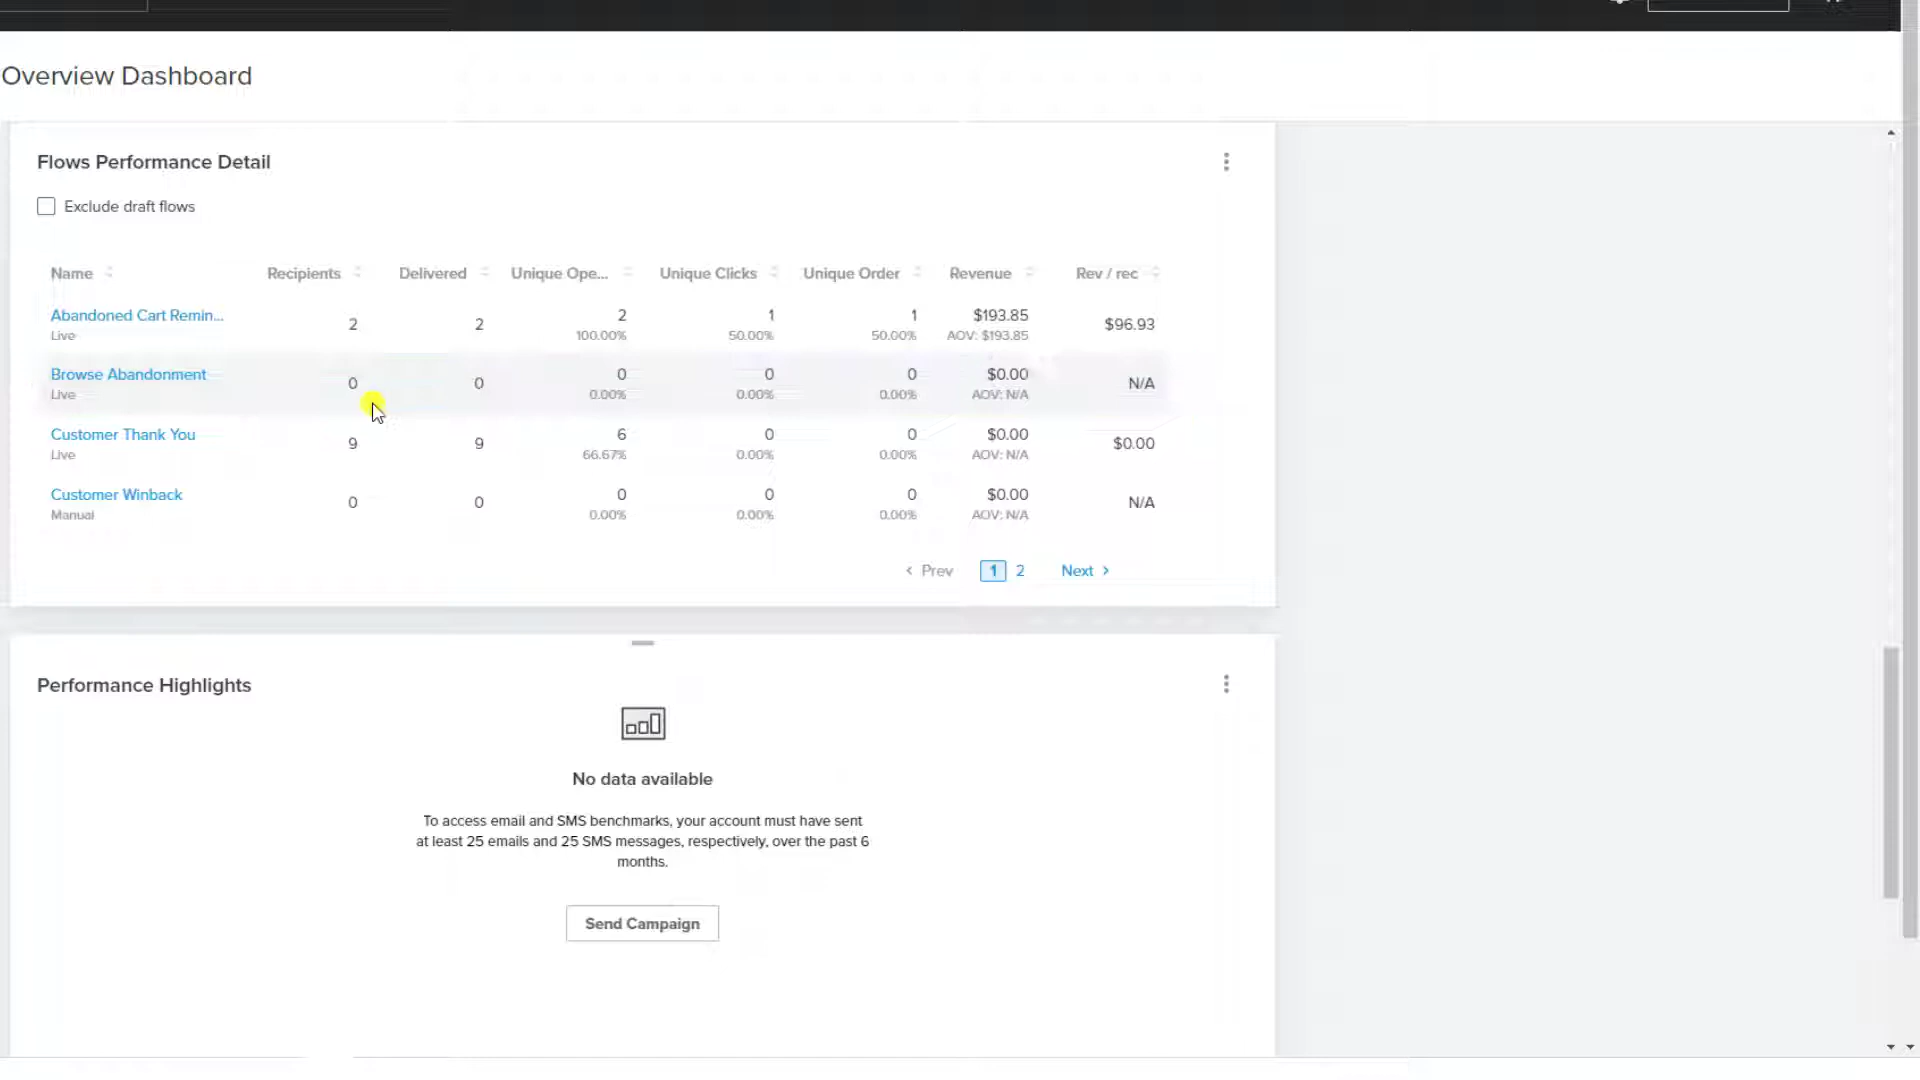 Overview Dashboard
Flows Performance Detail
Exclude draft flows
Name Recipients Delivered Unique Ope... Unique Clicks Unique Order Revenue Rev / rec
Abandoned Cart Remin... 2 2 2 1 1 $193.85 $96.93
Live 100.00% 50.00% 50.00% AOV: $193.85
Browse Abandonment 0 0 0 0 0 $0.00 N/A
Live 0.00% 0.00% 0.00% AOV: N/A
Customer Thank You 9 9 6 0 0 $0.00 $0.00
Live 66.67% 0.00% 0.00% AOV: N/A
Customer Winback 0 0 0 0 0 $0.00 N/A
Manual 0.00% 0.00% 0.00% AOV: N/A
< Prev 1 2 Next >
Performance Highlights
No data available
To access email and SMS benchmarks, your account must have sent
at least 25 emails and 25 SMS messages, respectively, over the past 6
months.
Send Campaign